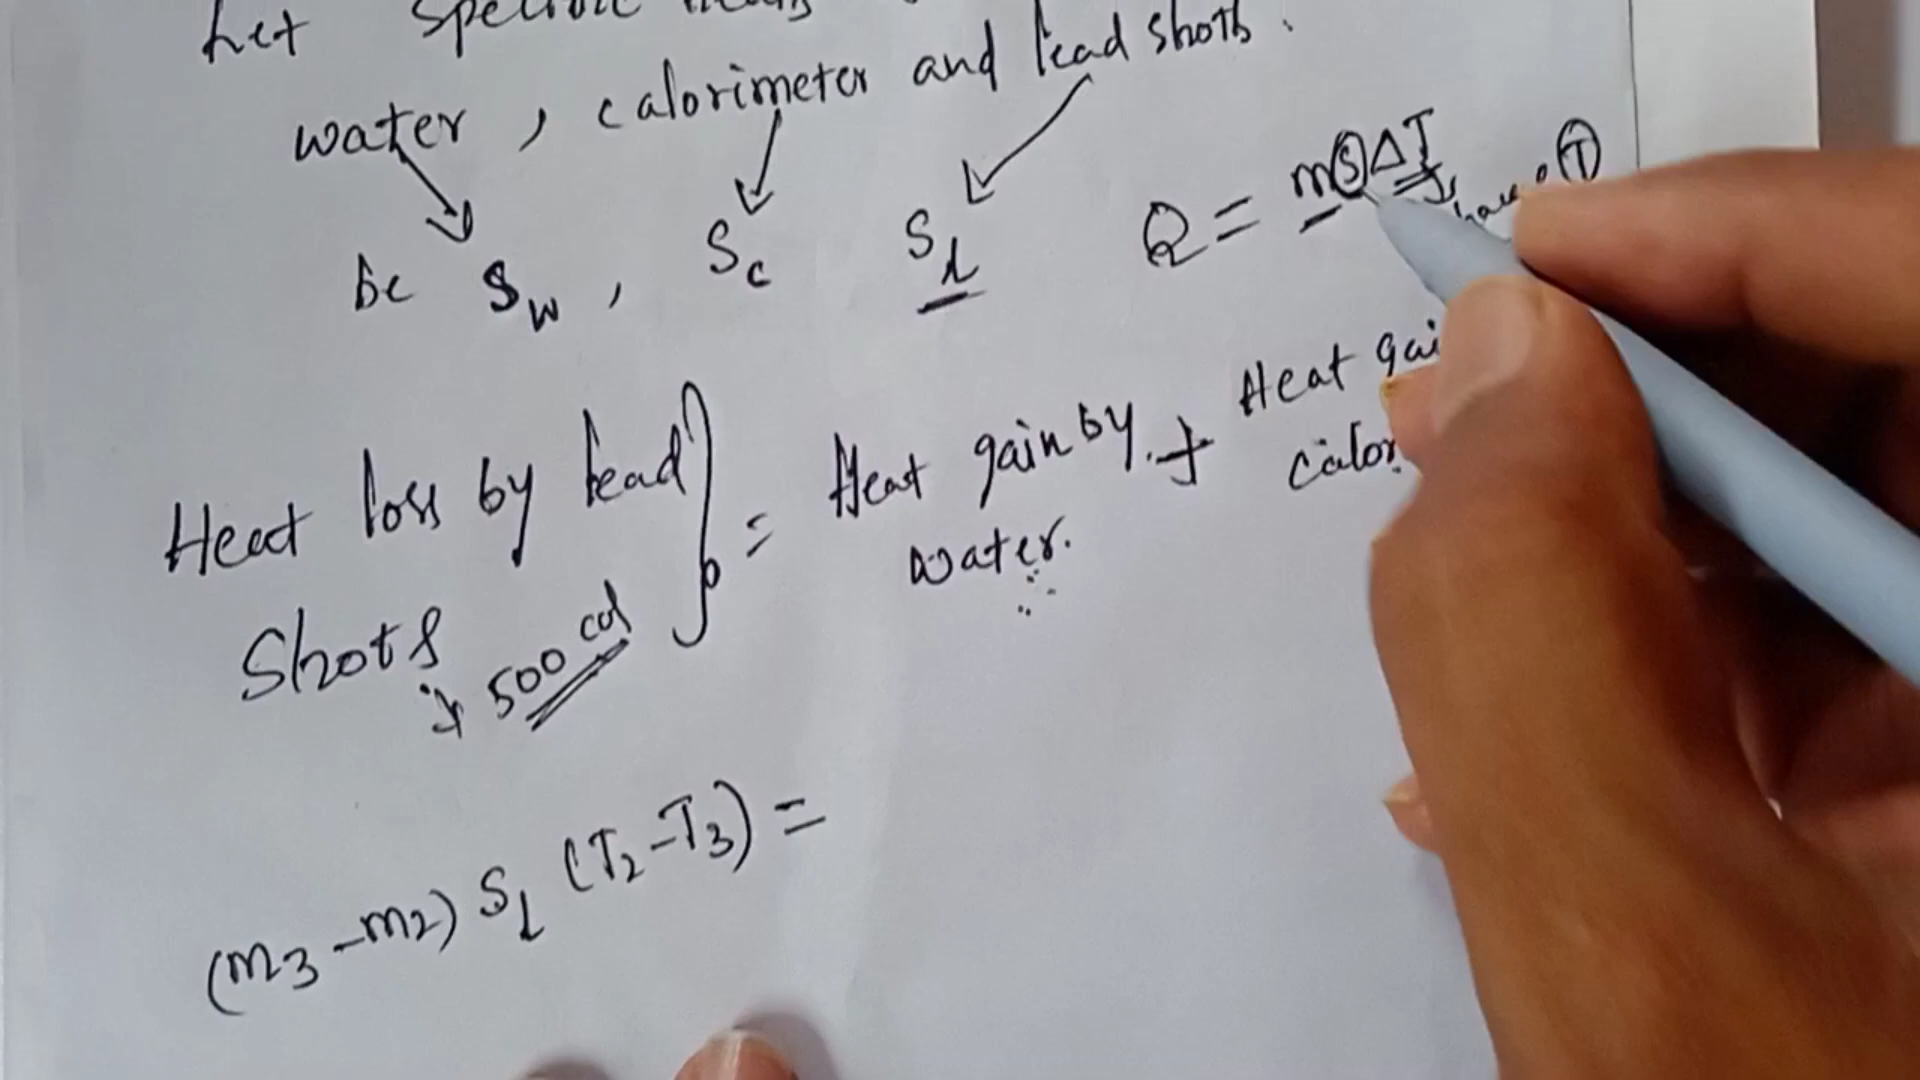 Let Specific heats
water, calorimeter and lead shots.
be Sw, Sc Sl
Q = mSΔT
T
Heat loss by lead = Heat gain by + Heat gai
Shots water. calor
500 cal
(m3-m2) SL (T2-T3) =